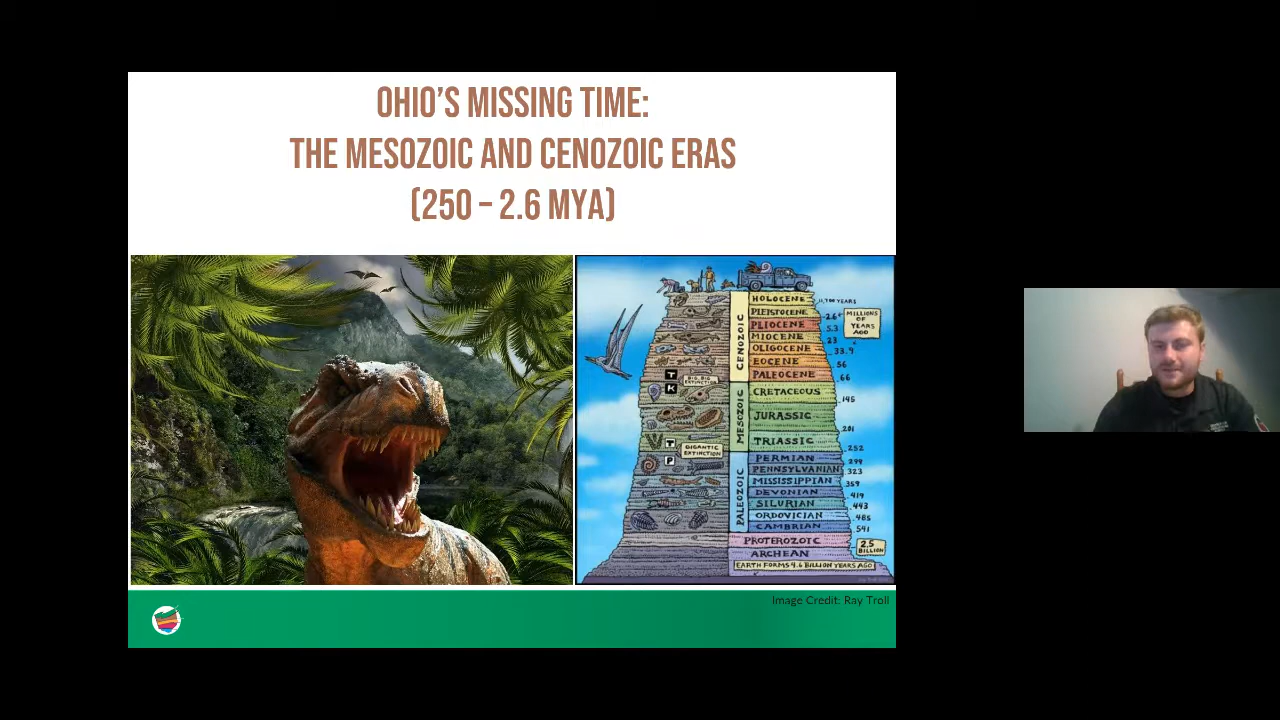 OHIO'S MISSING TIME:
THE MESOZOIC AND CENOZOIC ERAS
(250 – 2.6 MYA)
HOLOCENE
11,700 YEARS
PLEISTOCENE
2.6
MILLIONS
OF
YEARS
AGO
PLIOCENE
5.3
MIOCENE
23
OLIGOCENE
33.9
EOCENE
56
PALEOCENE
66
CENOZOIC
T
K
BIG, BIG
EXTINCTION
CRETACEOUS
145
JURASSIC
201
TRIASSIC
252
MESOZOIC
T
P
GIGANTIC
EXTINCTION
PERMIAN
299
PENNSYLVANIAN
323
MISSISSIPPIAN
359
DEVONIAN
419
SILURIAN
443
ORDOVICIAN
485
CAMBRIAN
541
PALEOZOIC
PROTEROZOIC
2.5
BILLION
ARCHEAN
EARTH FORMS 4.6 BILLION YEARS AGO
Image Credit: Ray Troll